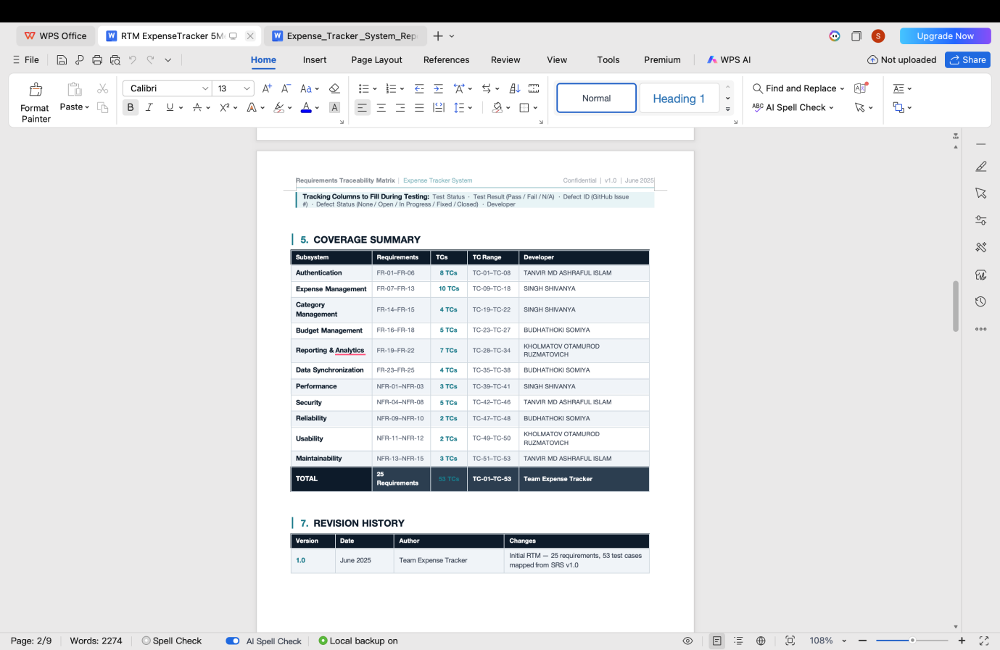 WPS Office
RTM ExpenseTracker 5M
Expense_Tracker_System_Rep
S
Upgrade Now
File
Home
Insert
Page Layout
References
Review
View
Tools
Premium
WPS AI
Not uploaded
Share
Format Painter
Paste
Calibri
13
Normal
Heading 1
Find and Replace
AI Spell Check
Requirements Traceability Matrix | Expense Tracker System
Confidential | v1.0 | June 2025
Tracking Columns to Fill During Testing: Test Status · Test Result (Pass / Fail / N/A) · Defect ID (GitHub Issue
#) · Defect Status (None / Open / In Progress / Fixed / Closed) · Developer
5. COVERAGE SUMMARY
Subsystem Requirements TCs TC Range Developer
Authentication FR-01–FR-06 8 TCs TC-01–TC-08 TANVIR MD ASHRAFUL ISLAM
Expense Management FR-07–FR-13 10 TCs TC-09–TC-18 SINGH SHIVANYA
Category Management FR-14–FR-15 4 TCs TC-19–TC-22 SINGH SHIVANYA
Budget Management FR-16–FR-18 5 TCs TC-23–TC-27 BUDHATHOKI SOMIYA
Reporting & Analytics FR-19–FR-22 7 TCs TC-28–TC-34 KHOLMATOV OTAMUROD RUZMATOVICH
Data Synchronization FR-23–FR-25 4 TCs TC-35–TC-38 BUDHATHOKI SOMIYA
Performance NFR-01–NFR-03 3 TCs TC-39–TC-41 SINGH SHIVANYA
Security NFR-04–NFR-08 5 TCs TC-42–TC-46 TANVIR MD ASHRAFUL ISLAM
Reliability NFR-09–NFR-10 2 TCs TC-47–TC-48 BUDHATHOKI SOMIYA
Usability NFR-11–NFR-12 2 TCs TC-49–TC-50 KHOLMATOV OTAMUROD RUZMATOVICH
Maintainability NFR-13–NFR-15 3 TCs TC-51–TC-53 TANVIR MD ASHRAFUL ISLAM
TOTAL 25 Requirements 53 TCs TC-01–TC-53 Team Expense Tracker
7. REVISION HISTORY
Version Date Author Changes
1.0 June 2025 Team Expense Tracker Initial RTM — 25 requirements, 53 test cases
mapped from SRS v1.0
Page: 2/9
Words: 2274
Spell Check
AI Spell Check
Local backup on
108%